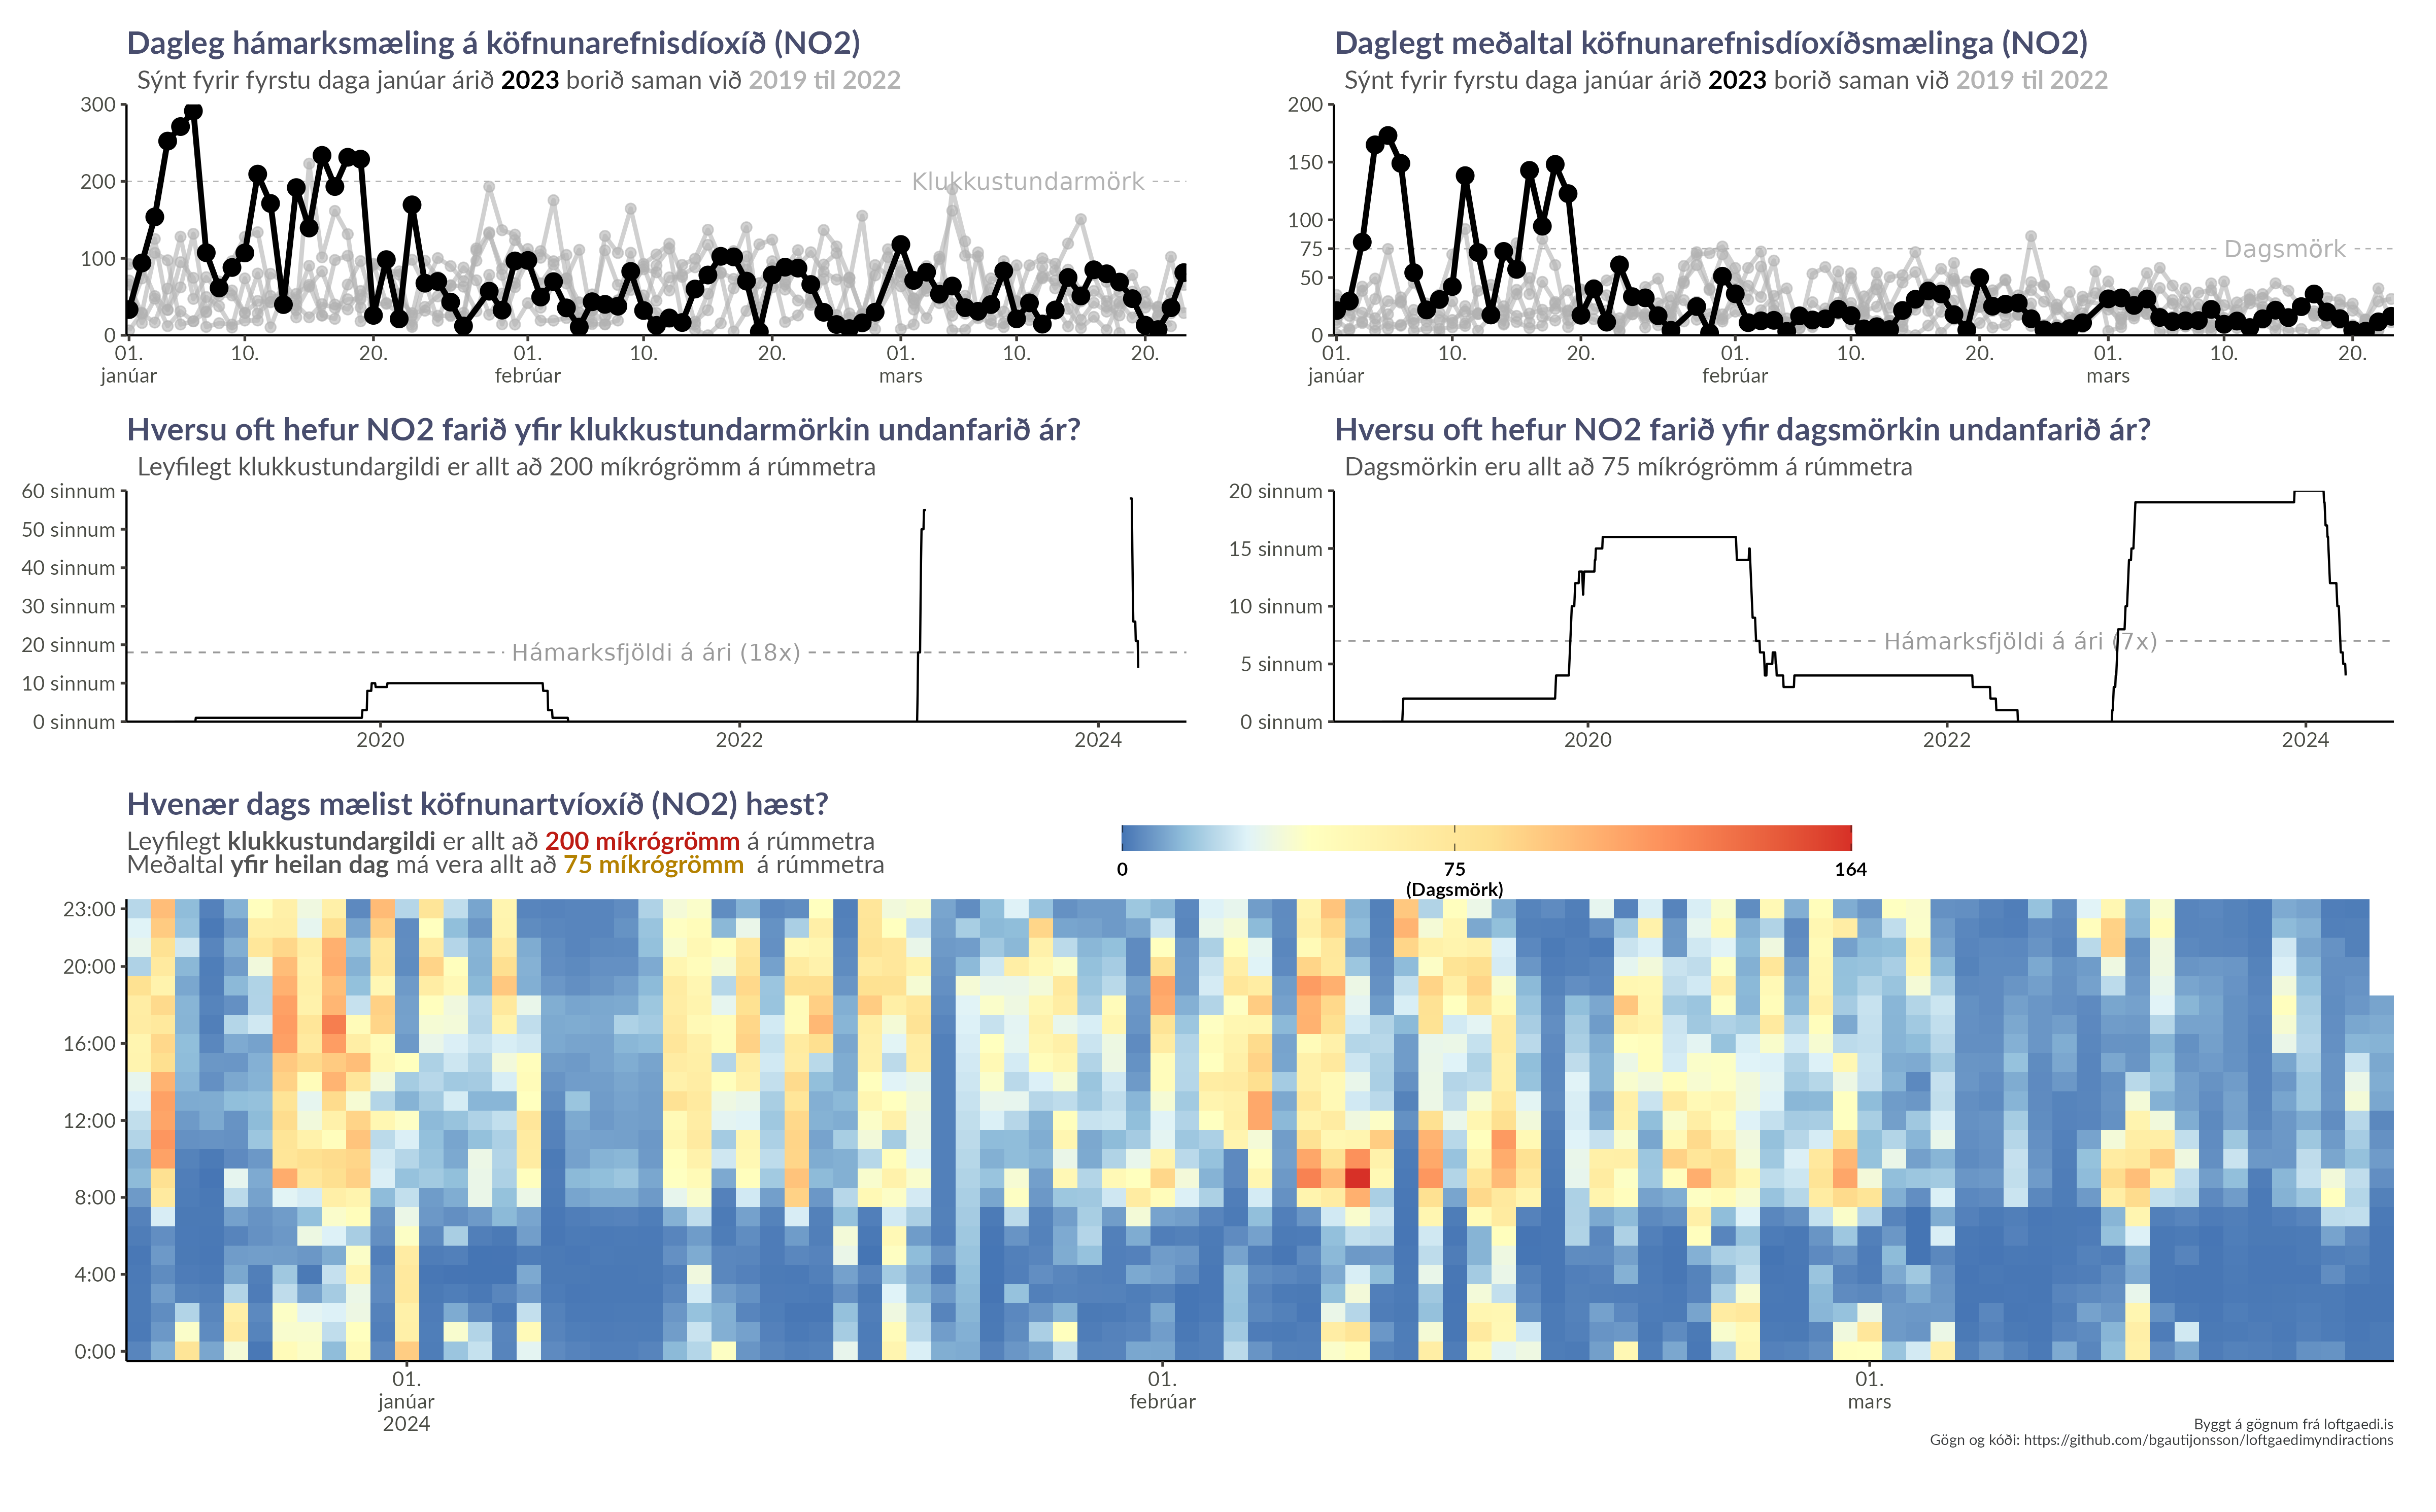 Dagleg hámarksmæling á köfnunarefnisdíoxíð (NO2)
Sýnt fyrir fyrstu daga janúar árið 2023 borið saman við 2019 til 2022
300
200
100
0
Klukkustundarmörk
01. 10. 20. 01. 10. 20. 01. 10. 20.
janúar febrúar mars
Daglegt meðaltal köfnunarefnisdíoxíðsmælinga (NO2)
Sýnt fyrir fyrstu daga janúar árið 2023 borið saman við 2019 til 2022
200
150
100
75
50
0
Dagsmörk
01. 10. 20. 01. 10. 20. 01. 10. 20.
janúar febrúar mars
Hversu oft hefur NO2 farið yfir klukkustundarmörkin undanfarið ár?
Leyfilegt klukkustundargildi er allt að 200 míkrógrömm á rúmmetra
60 sinnum
50 sinnum
40 sinnum
30 sinnum
20 sinnum
10 sinnum
0 sinnum
Hámarksfjöldi á ári (18x)
2020 2022 2024
Hversu oft hefur NO2 farið yfir dagsmörkin undanfarið ár?
Dagsmörkin eru allt að 75 míkrógrömm á rúmmetra
20 sinnum
15 sinnum
10 sinnum
5 sinnum
0 sinnum
Hámarksfjöldi á ári (7x)
2020 2022 2024
Hvenær dags mælist köfnunartvíoxíð (NO2) hæst?
Leyfilegt klukkustundargildi er allt að 200 míkrógrömm á rúmmetra
Meðaltal yfir heilan dag má vera allt að 75 míkrógrömm á rúmmetra
0 75 164
(Dagsmörk)
23:00
20:00
16:00
12:00
8:00
4:00
0:00
01. 01. 01.
janúar febrúar mars
2024
Byggt á gögnum frá loftgaedi.is
Gögn og kóði: https://github.com/bgautijonsson/loftgaedimyndiractions